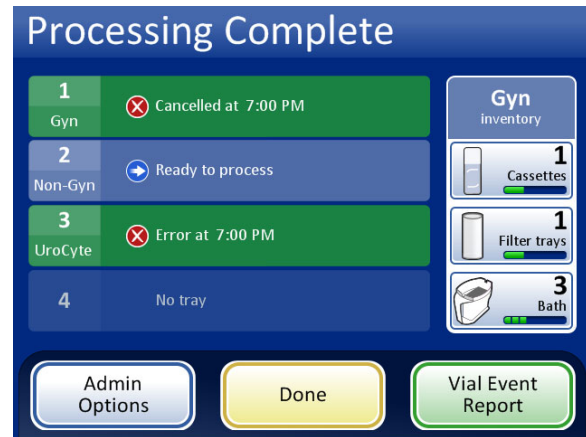 Processing Complete
1
Gyn
Cancelled at 7:00 PM
2
Non-Gyn
Ready to process
3
UroCyte
Error at 7:00 PM
4
No tray
Gyn
inventory
1
Cassettes
1
Filter trays
3
Bath
Admin
Options
Done
Vial Event
Report